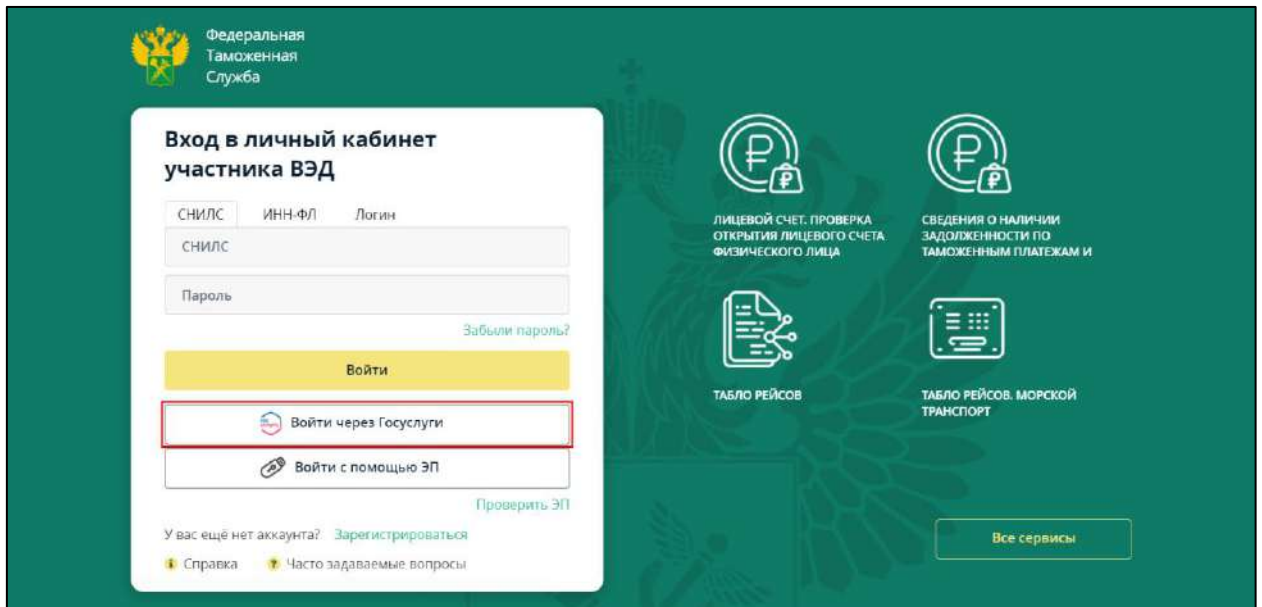 Федеральная
Таможенная
Служба
Вход в личный кабинет
участника ВЭД
СНИЛС ИНН-ФЛ Логин
СНИЛС
Пароль
Забыли пароль?
Войти
Войти через Госуслуги
Войти с помощью ЭП
Проверить ЭП
У вас ещё нет аккаунта? Зарегистрироваться
Справка Часто задаваемые вопросы
ЛИЦЕВОЙ СЧЕТ. ПРОВЕРКА
ОТКРЫТИЯ ЛИЦЕВОГО СЧЕТА
ФИЗИЧЕСКОГО ЛИЦА
СВЕДЕНИЯ О НАЛИЧИИ
ЗАДОЛЖЕННОСТИ ПО
ТАМОЖЕННЫМ ПЛАТЕЖАМ И
ТАБЛО РЕЙСОВ
ТАБЛО РЕЙСОВ. МОРСКОЙ
ТРАНСПОРТ
Все сервисы